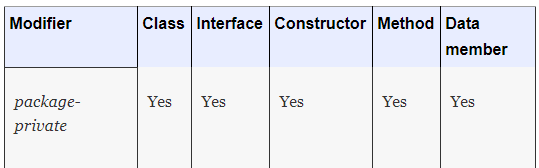 Modifier Class Interface Constructor Method Data
member
package- Yes Yes Yes Yes Yes
private